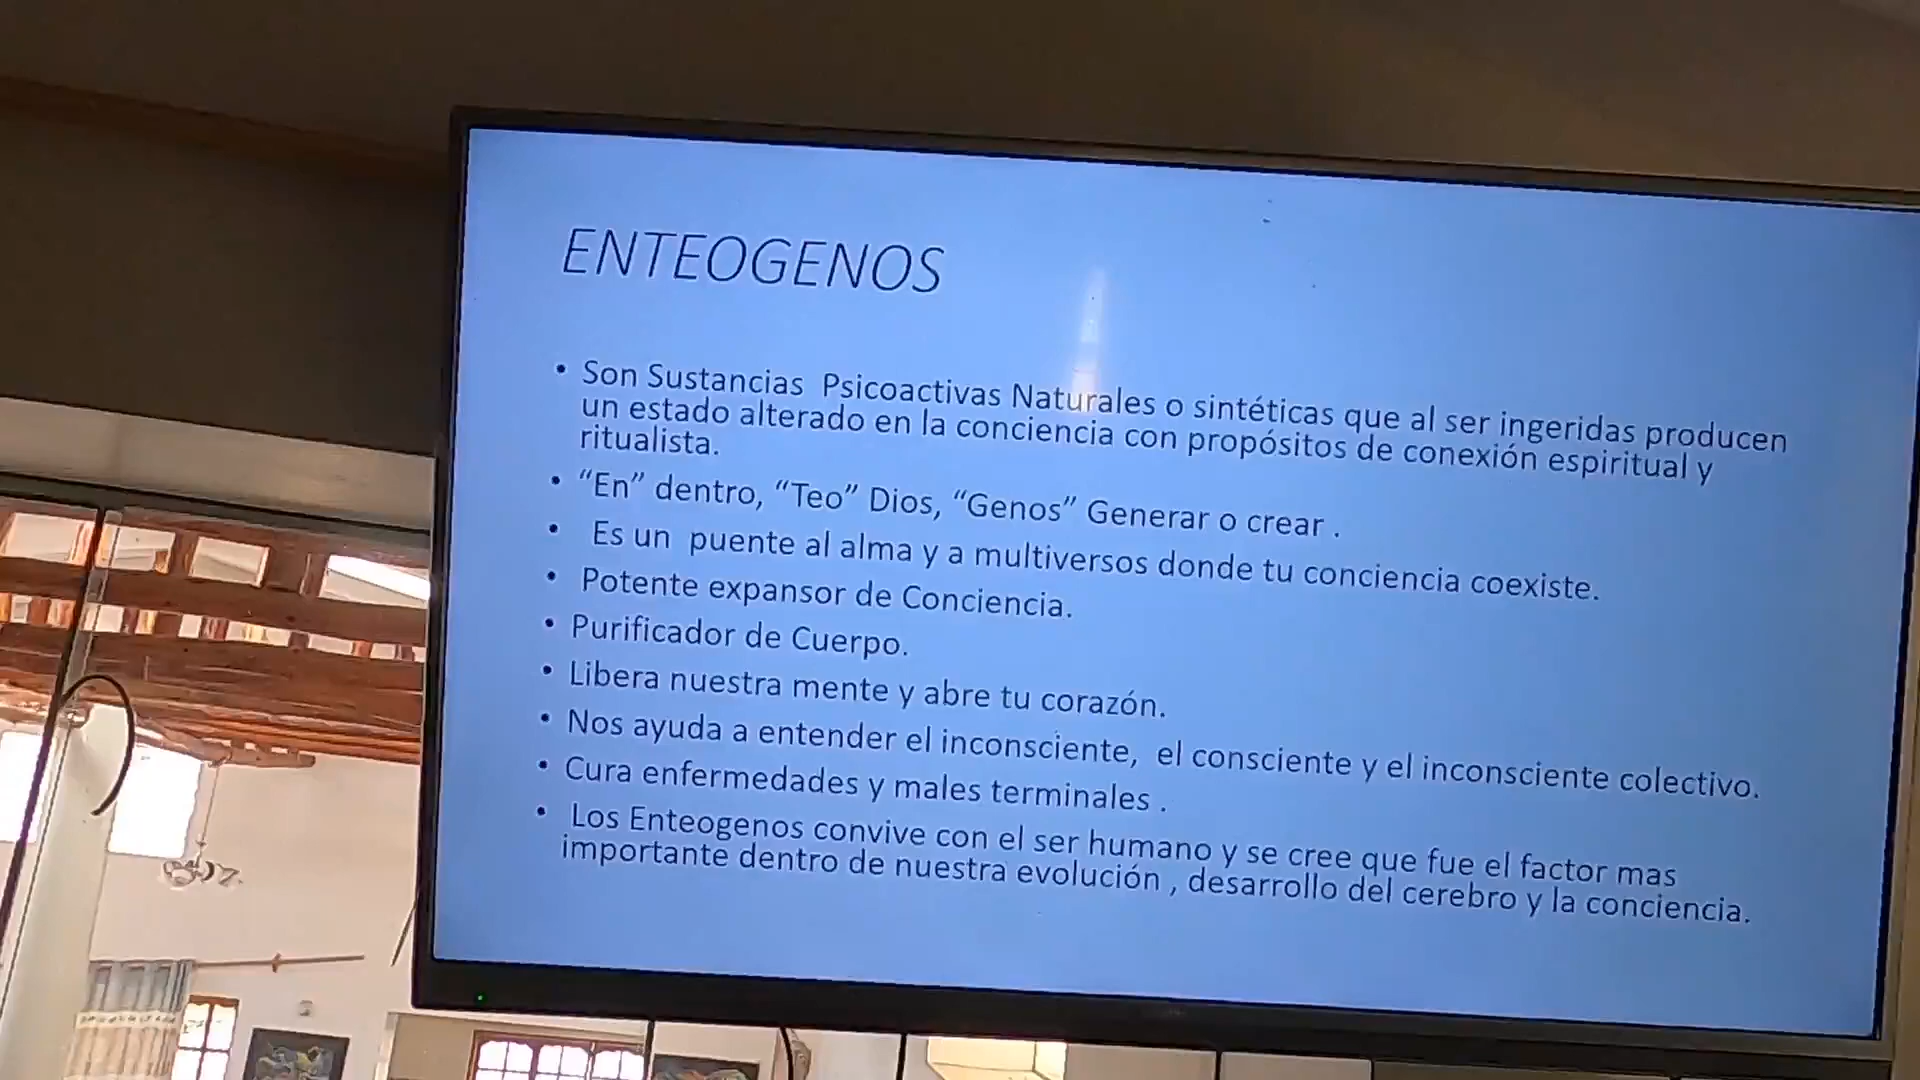 ENTEOGENOS
• Son Sustancias Psicoactivas Naturales o sintéticas que al ser ingeridas producen
un estado alterado en la conciencia con propósitos de conexión espiritual y
ritualista.
• “En” dentro, “Teo” Dios, “Genos” Generar o crear .
• Es un puente al alma y a multiversos donde tu conciencia coexiste.
• Potente expansor de Conciencia.
• Purificador de Cuerpo.
• Libera nuestra mente y abre tu corazón.
• Nos ayuda a entender el inconsciente, el consciente y el inconsciente colectivo.
• Cura enfermedades y males terminales .
• Los Enteogenos convive con el ser humano y se cree que fue el factor mas
importante dentro de nuestra evolución , desarrollo del cerebro y la conciencia.